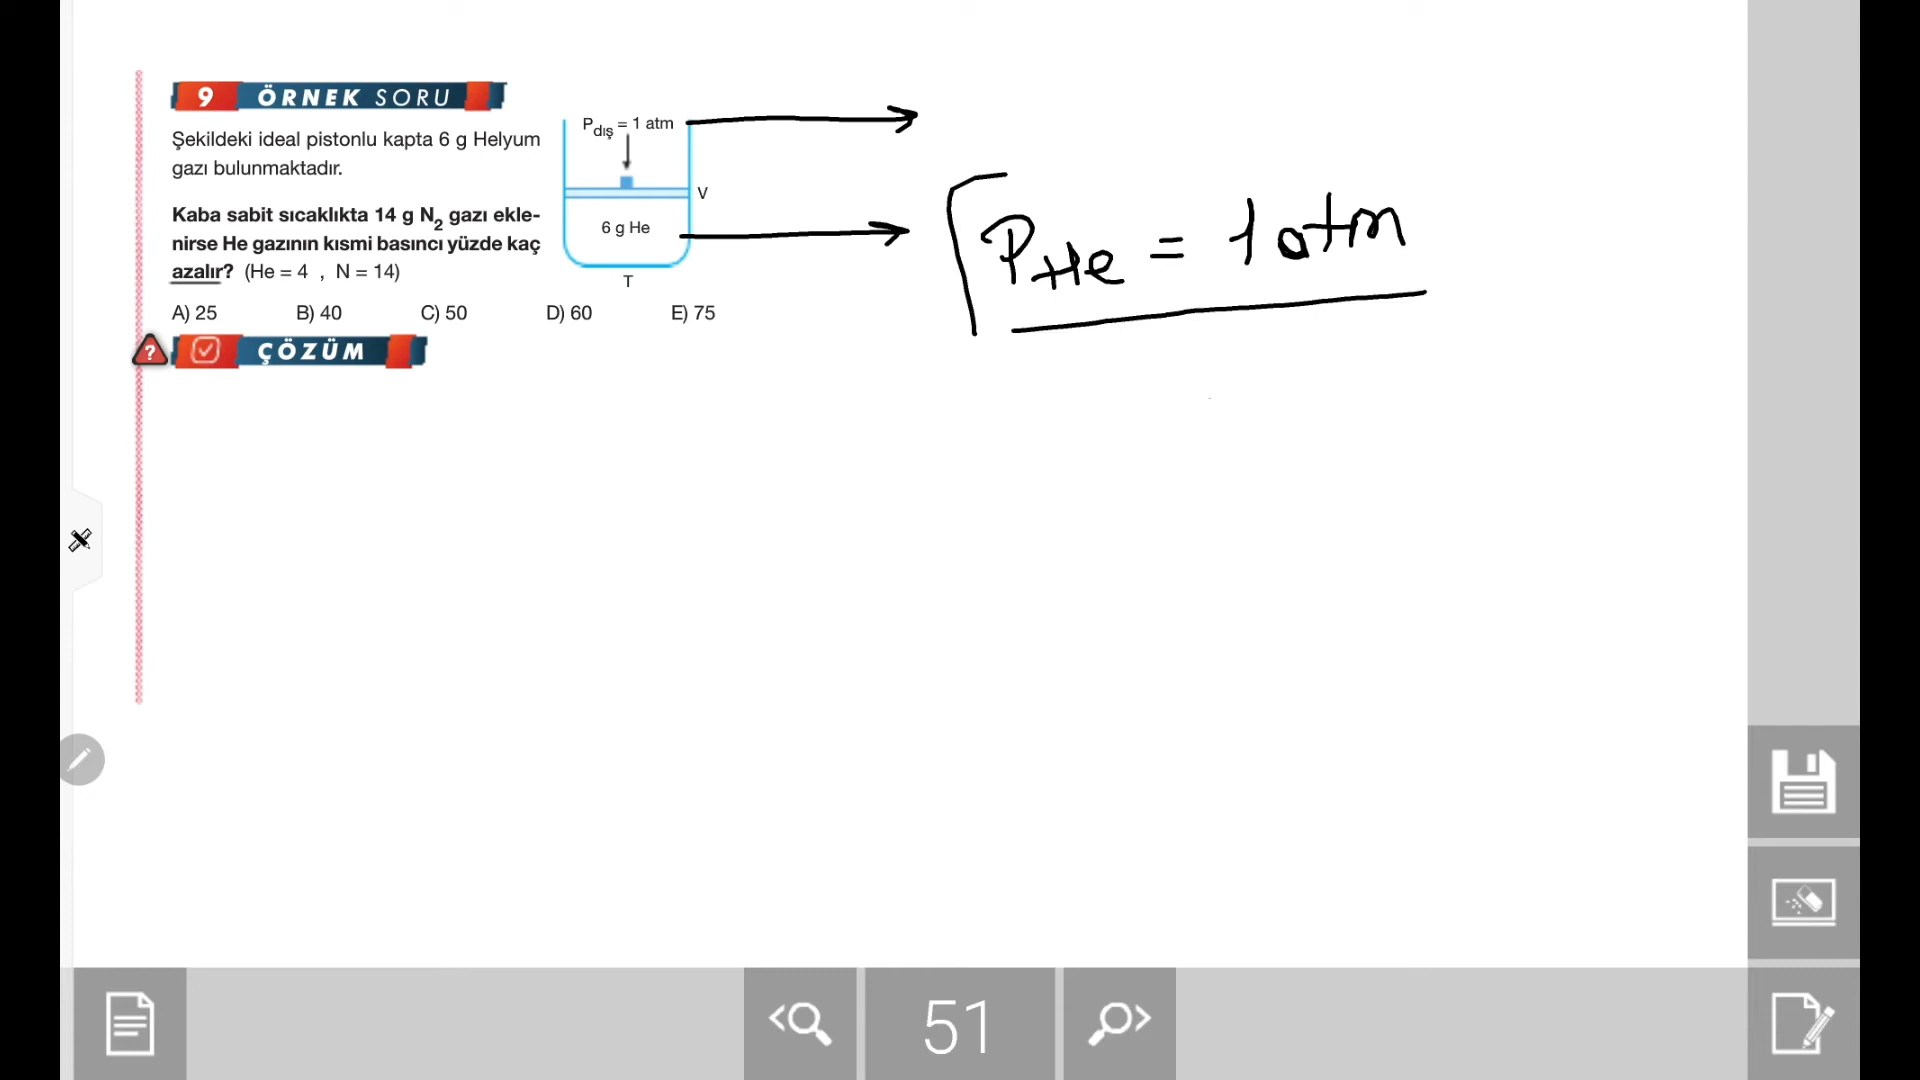 9 ÖRNEK SORU
Şekildeki ideal pistonlu kapta 6 g Helyum
gazı bulunmaktadır.
Kaba sabit sıcaklıkta 14 g N2 gazı ekle-
nirse He gazının kısmi basıncı yüzde kaç
azalır? (He = 4 , N = 14)
Pdış = 1 atm
V
6 g He
T
A) 25 B) 40 C) 50 D) 60 E) 75
? ÇÖZÜM
PHe = 1 atm
51